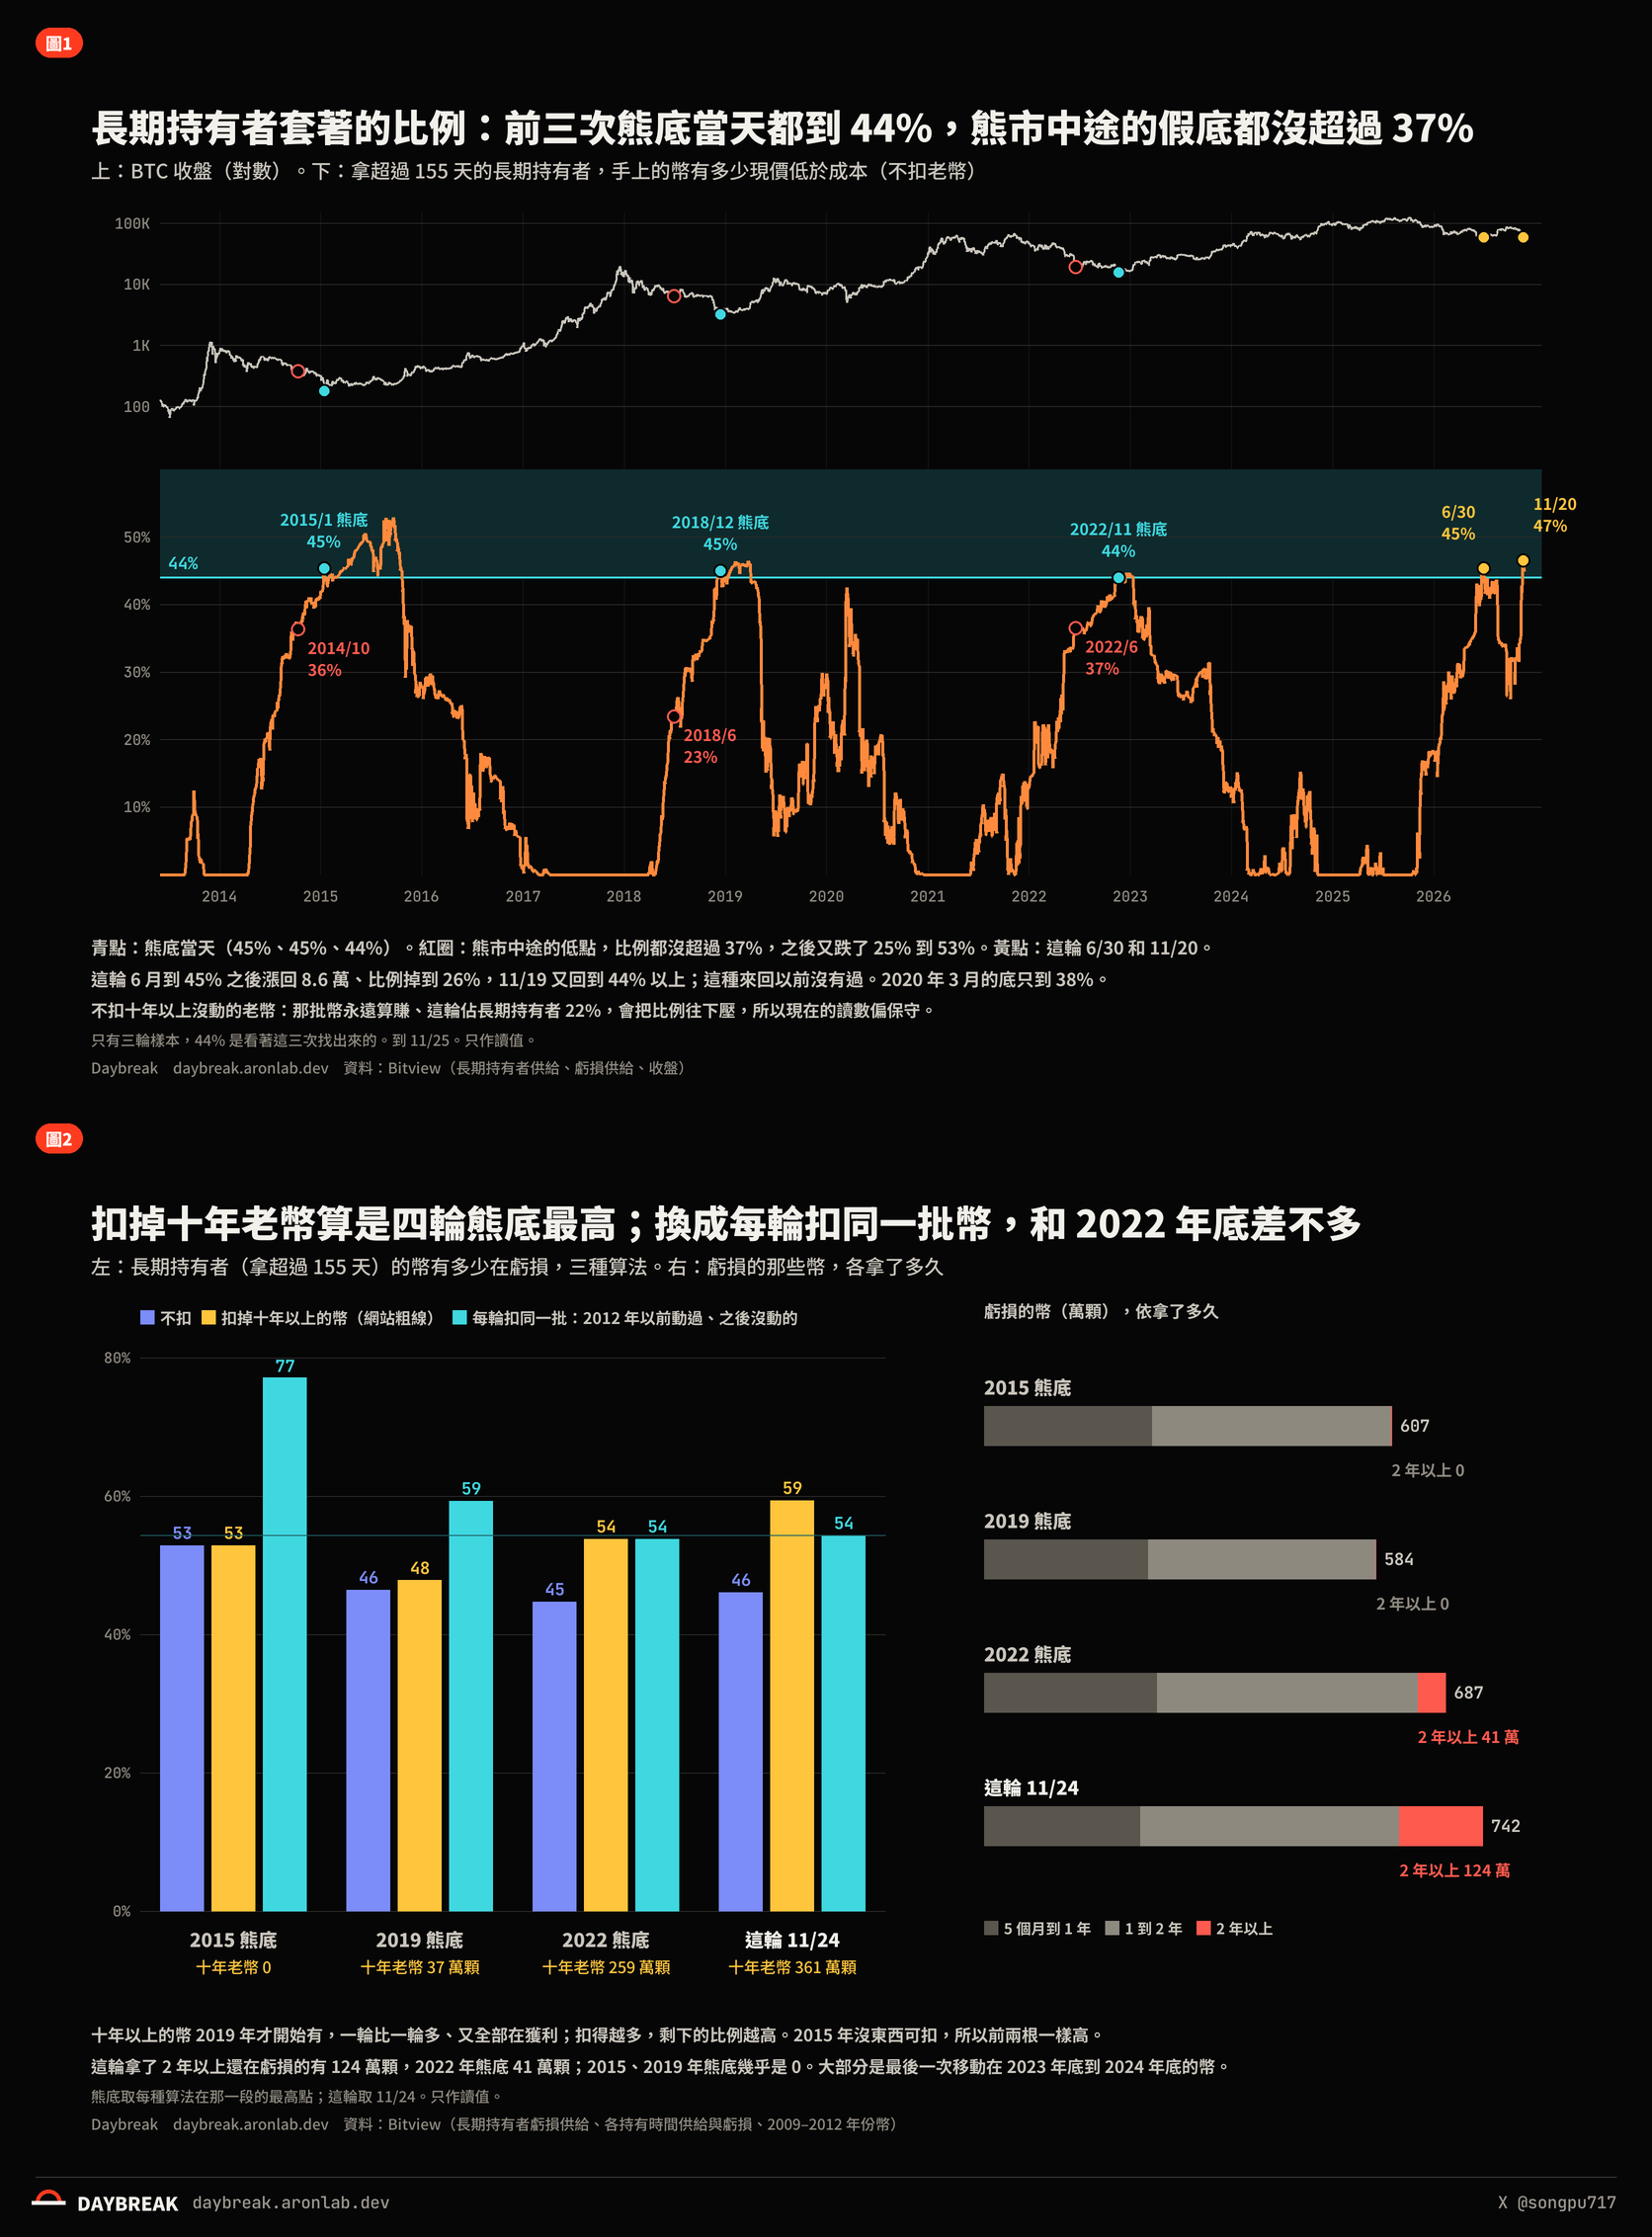 圖1
長期持有者套著的比例：前三次熊底當天都到 44%，熊市中途的假底都沒超過 37%
上：BTC 收盤（對數）。下：拿超過 155 天的長期持有者，手上的幣有多少現價低於成本（不扣老幣）
100K
10K
1K
100
50%
40%
30%
20%
10%
44%
2015/1 熊底
45%
2018/12 熊底
45%
2022/11 熊底
44%
6/30
45%
11/20
47%
2014/10
36%
2018/6
23%
2022/6
37%
2014 2015 2016 2017 2018 2019 2020 2021 2022 2023 2024 2025 2026
青點：熊底當天（45%、45%、44%）。紅圈：熊市中途的低點，比例都沒超過 37%，之後又跌了 25% 到 53%。黃點：這輪 6/30 和 11/20。
這輪 6 月到 45% 之後漲回 8.6 萬、比例掉到 26%，11/19 又回到 44% 以上；這種來回以前沒有過。2020 年 3 月的底只到 38%。
不扣十年以上沒動的老幣：那批幣永遠算賺、這輪佔長期持有者 22%，會把比例往下壓，所以現在的讀數偏保守。
只有三輪樣本，44% 是看著這三次找出來的。到 11/25。只作讀值。
Daybreak daybreak.aronlab.dev 資料：Bitview（長期持有者供給、虧損供給、收盤）
圖2
扣掉十年老幣算是四輪熊底最高；換成每輪扣同一批幣，和 2022 年底差不多
左：長期持有者（拿超過 155 天）的幣有多少在虧損，三種算法。右：虧損的那些幣，各拿了多久
不扣 扣掉十年以上的幣（網站粗線） 每輪扣同一批：2012 年以前動過、之後沒動的
80%
60%
40%
20%
0%
53 53 77
46 48 59
45 54 54
46 59 54
2015 熊底
十年老幣 0
2019 熊底
十年老幣 37 萬顆
2022 熊底
十年老幣 259 萬顆
這輪 11/24
十年老幣 361 萬顆
虧損的幣（萬顆），依拿了多久
2015 熊底
607
2 年以上 0
2019 熊底
584
2 年以上 0
2022 熊底
687
2 年以上 41 萬
這輪 11/24
742
2 年以上 124 萬
5 個月到 1 年 1 到 2 年 2 年以上
十年以上的幣 2019 年才開始有，一輪比一輪多、又全部在獲利；扣得越多，剩下的比例越高。2015 年沒東西可扣，所以前兩根一樣高。
這輪拿了 2 年以上還在虧損的有 124 萬顆，2022 年熊底 41 萬顆；2015、2019 年熊底幾乎是 0。大部分是最後一次移動在 2023 年底到 2024 年底的幣。
熊底取每種算法在那一段的最高點；這輪取 11/24。只作讀值。
Daybreak daybreak.aronlab.dev 資料：Bitview（長期持有者虧損供給、各持有時間供給與虧損、2009–2012 年份幣）
DAYBREAK daybreak.aronlab.dev
X @songpu717